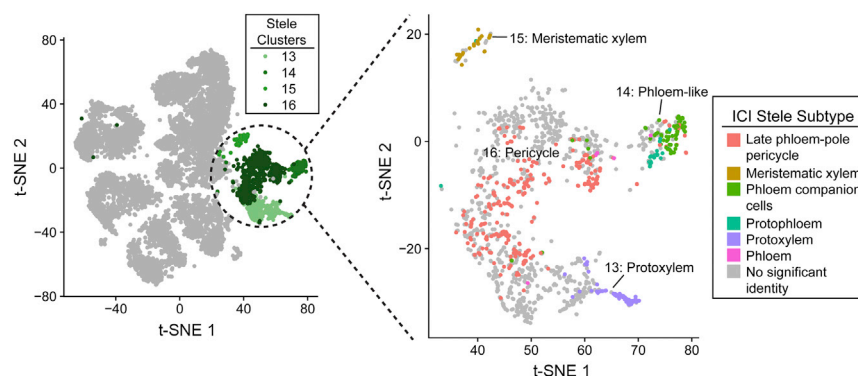 Stele
Clusters
13
14
15
16
80
40
0
−40
−80
t-SNE 2
−40
0
40
80
t-SNE 1
20
0
−20
t-SNE 2
40
50
60
70
80
t-SNE 1
15: Meristematic xylem
14: Phloem-like
16: Pericycle
13: Protoxylem
ICI Stele Subtype
Late phloem-pole
pericycle
Meristematic xylem
Phloem companion
cells
Protophloem
Protoxylem
Phloem
No significant
identity